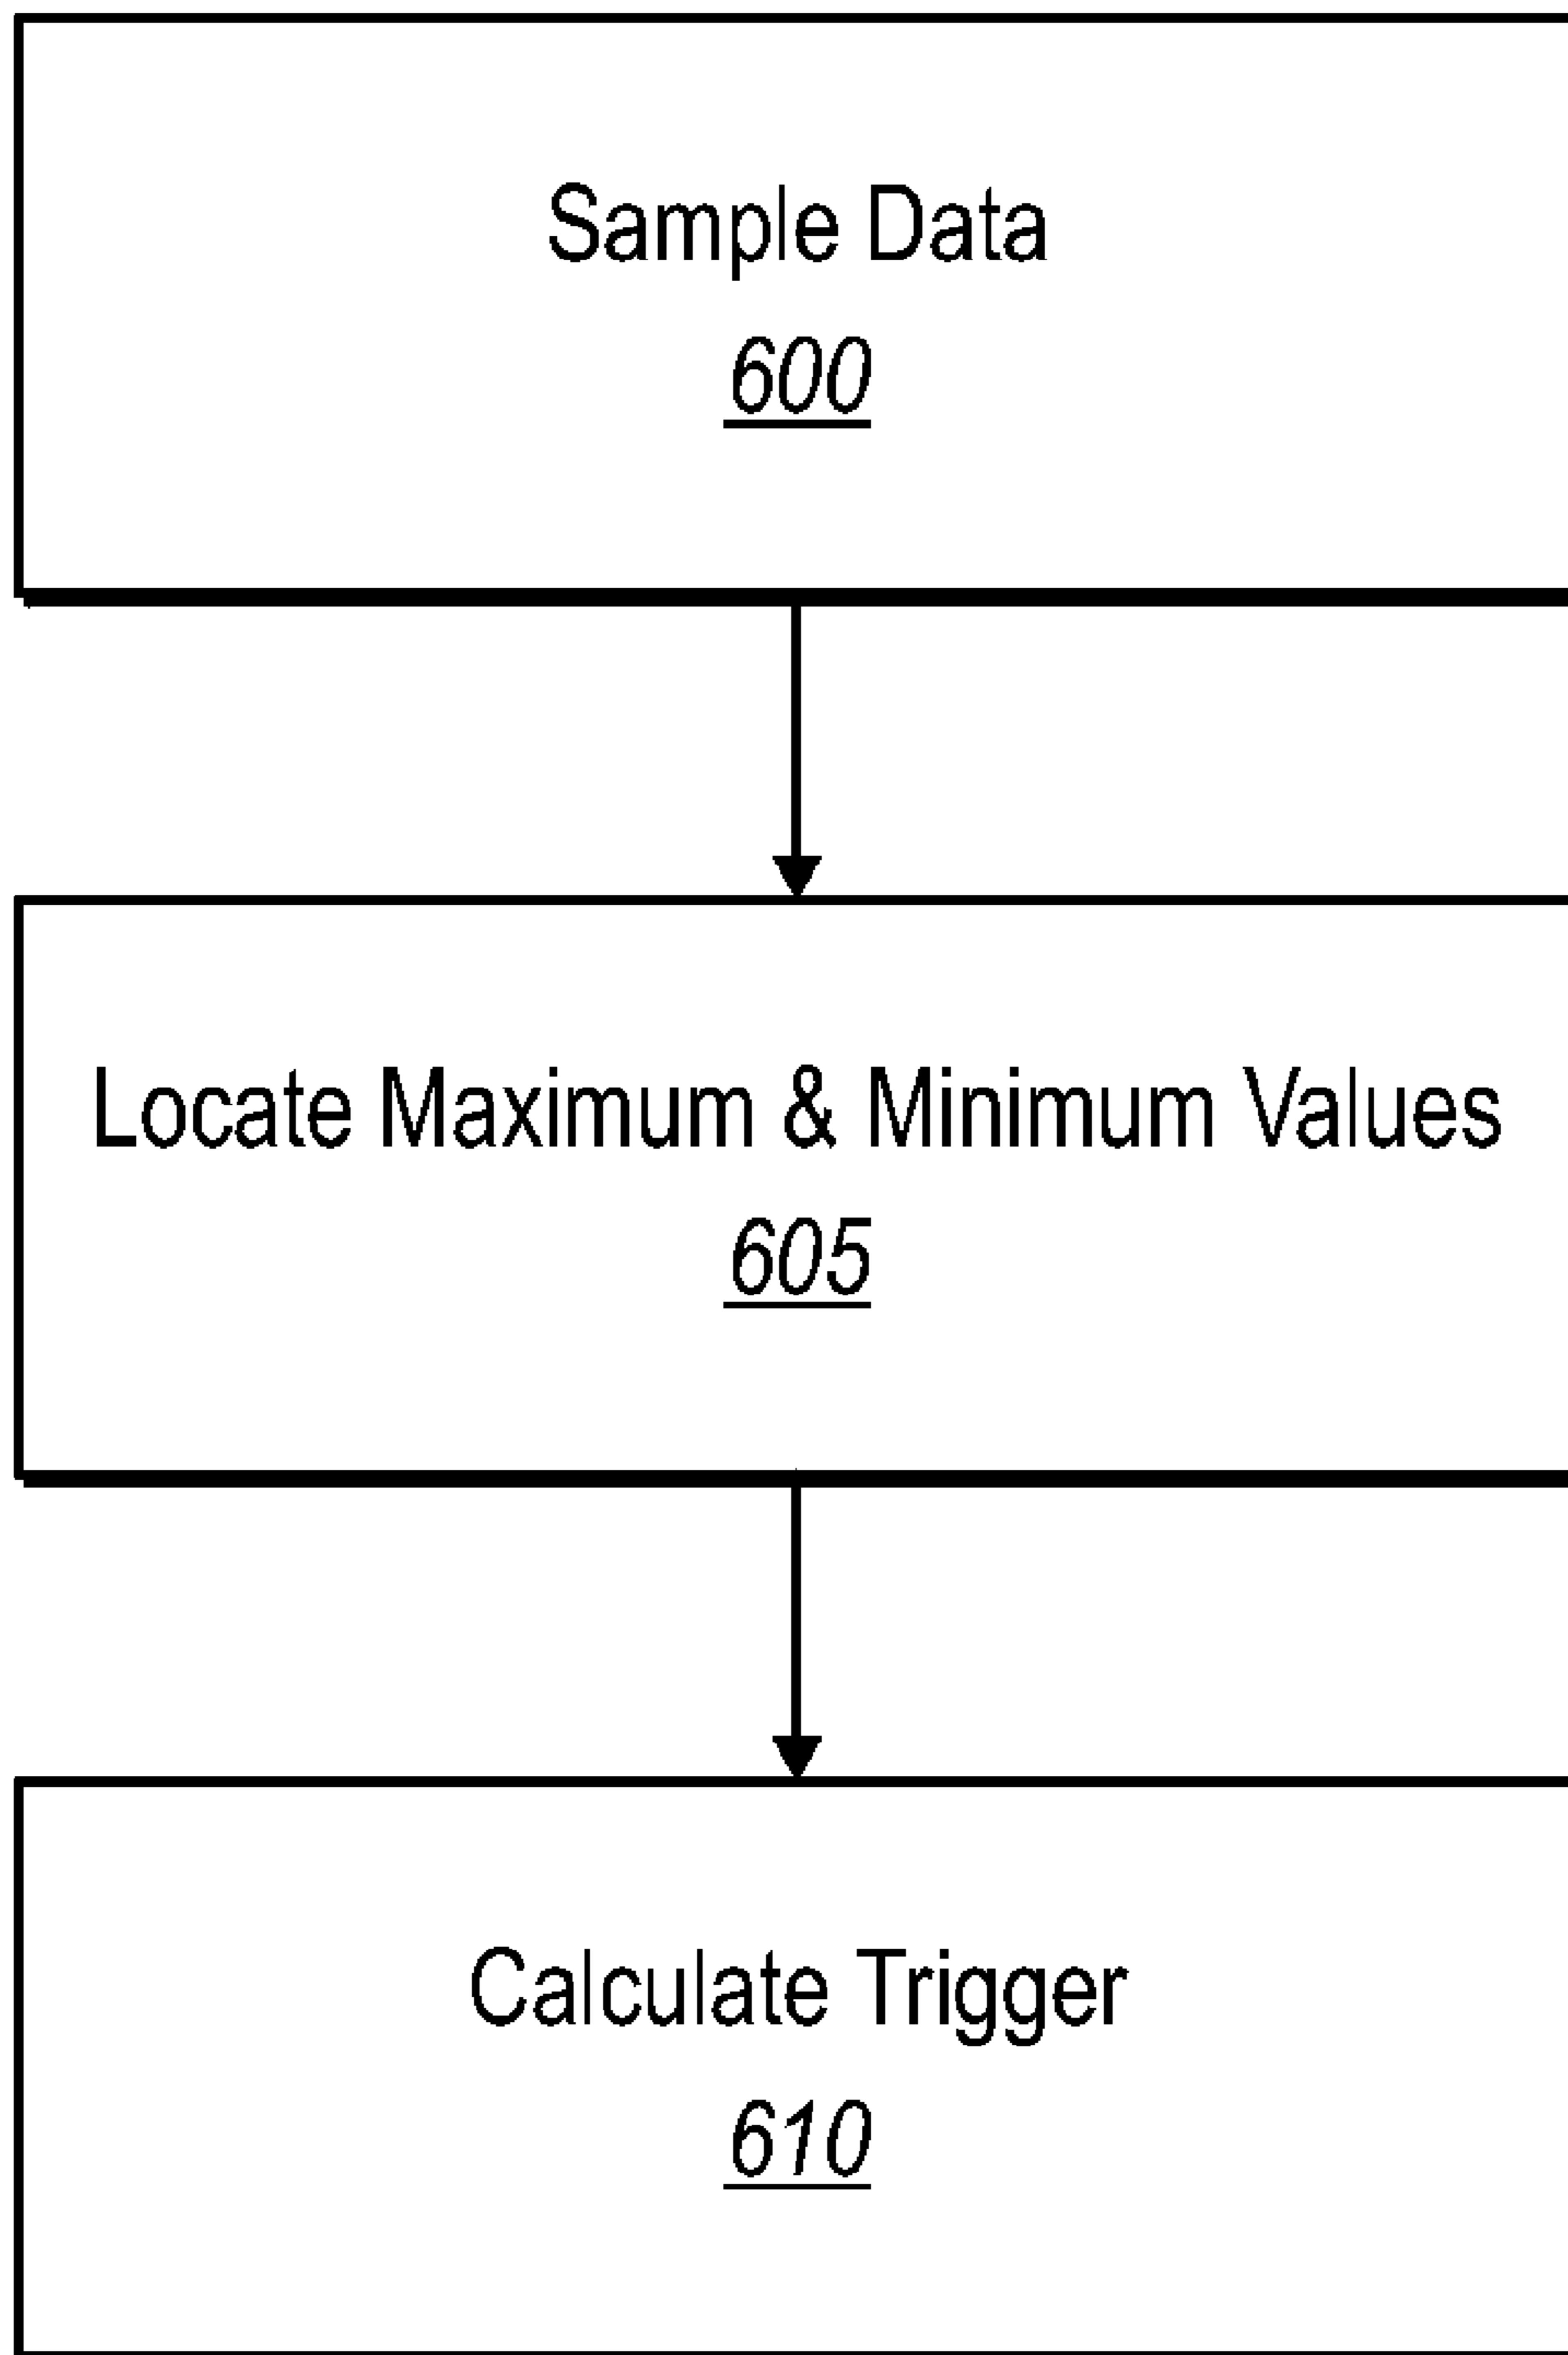 Sample Data
600
Locate Maximum & Minimum Values
605
Calculate Trigger
610